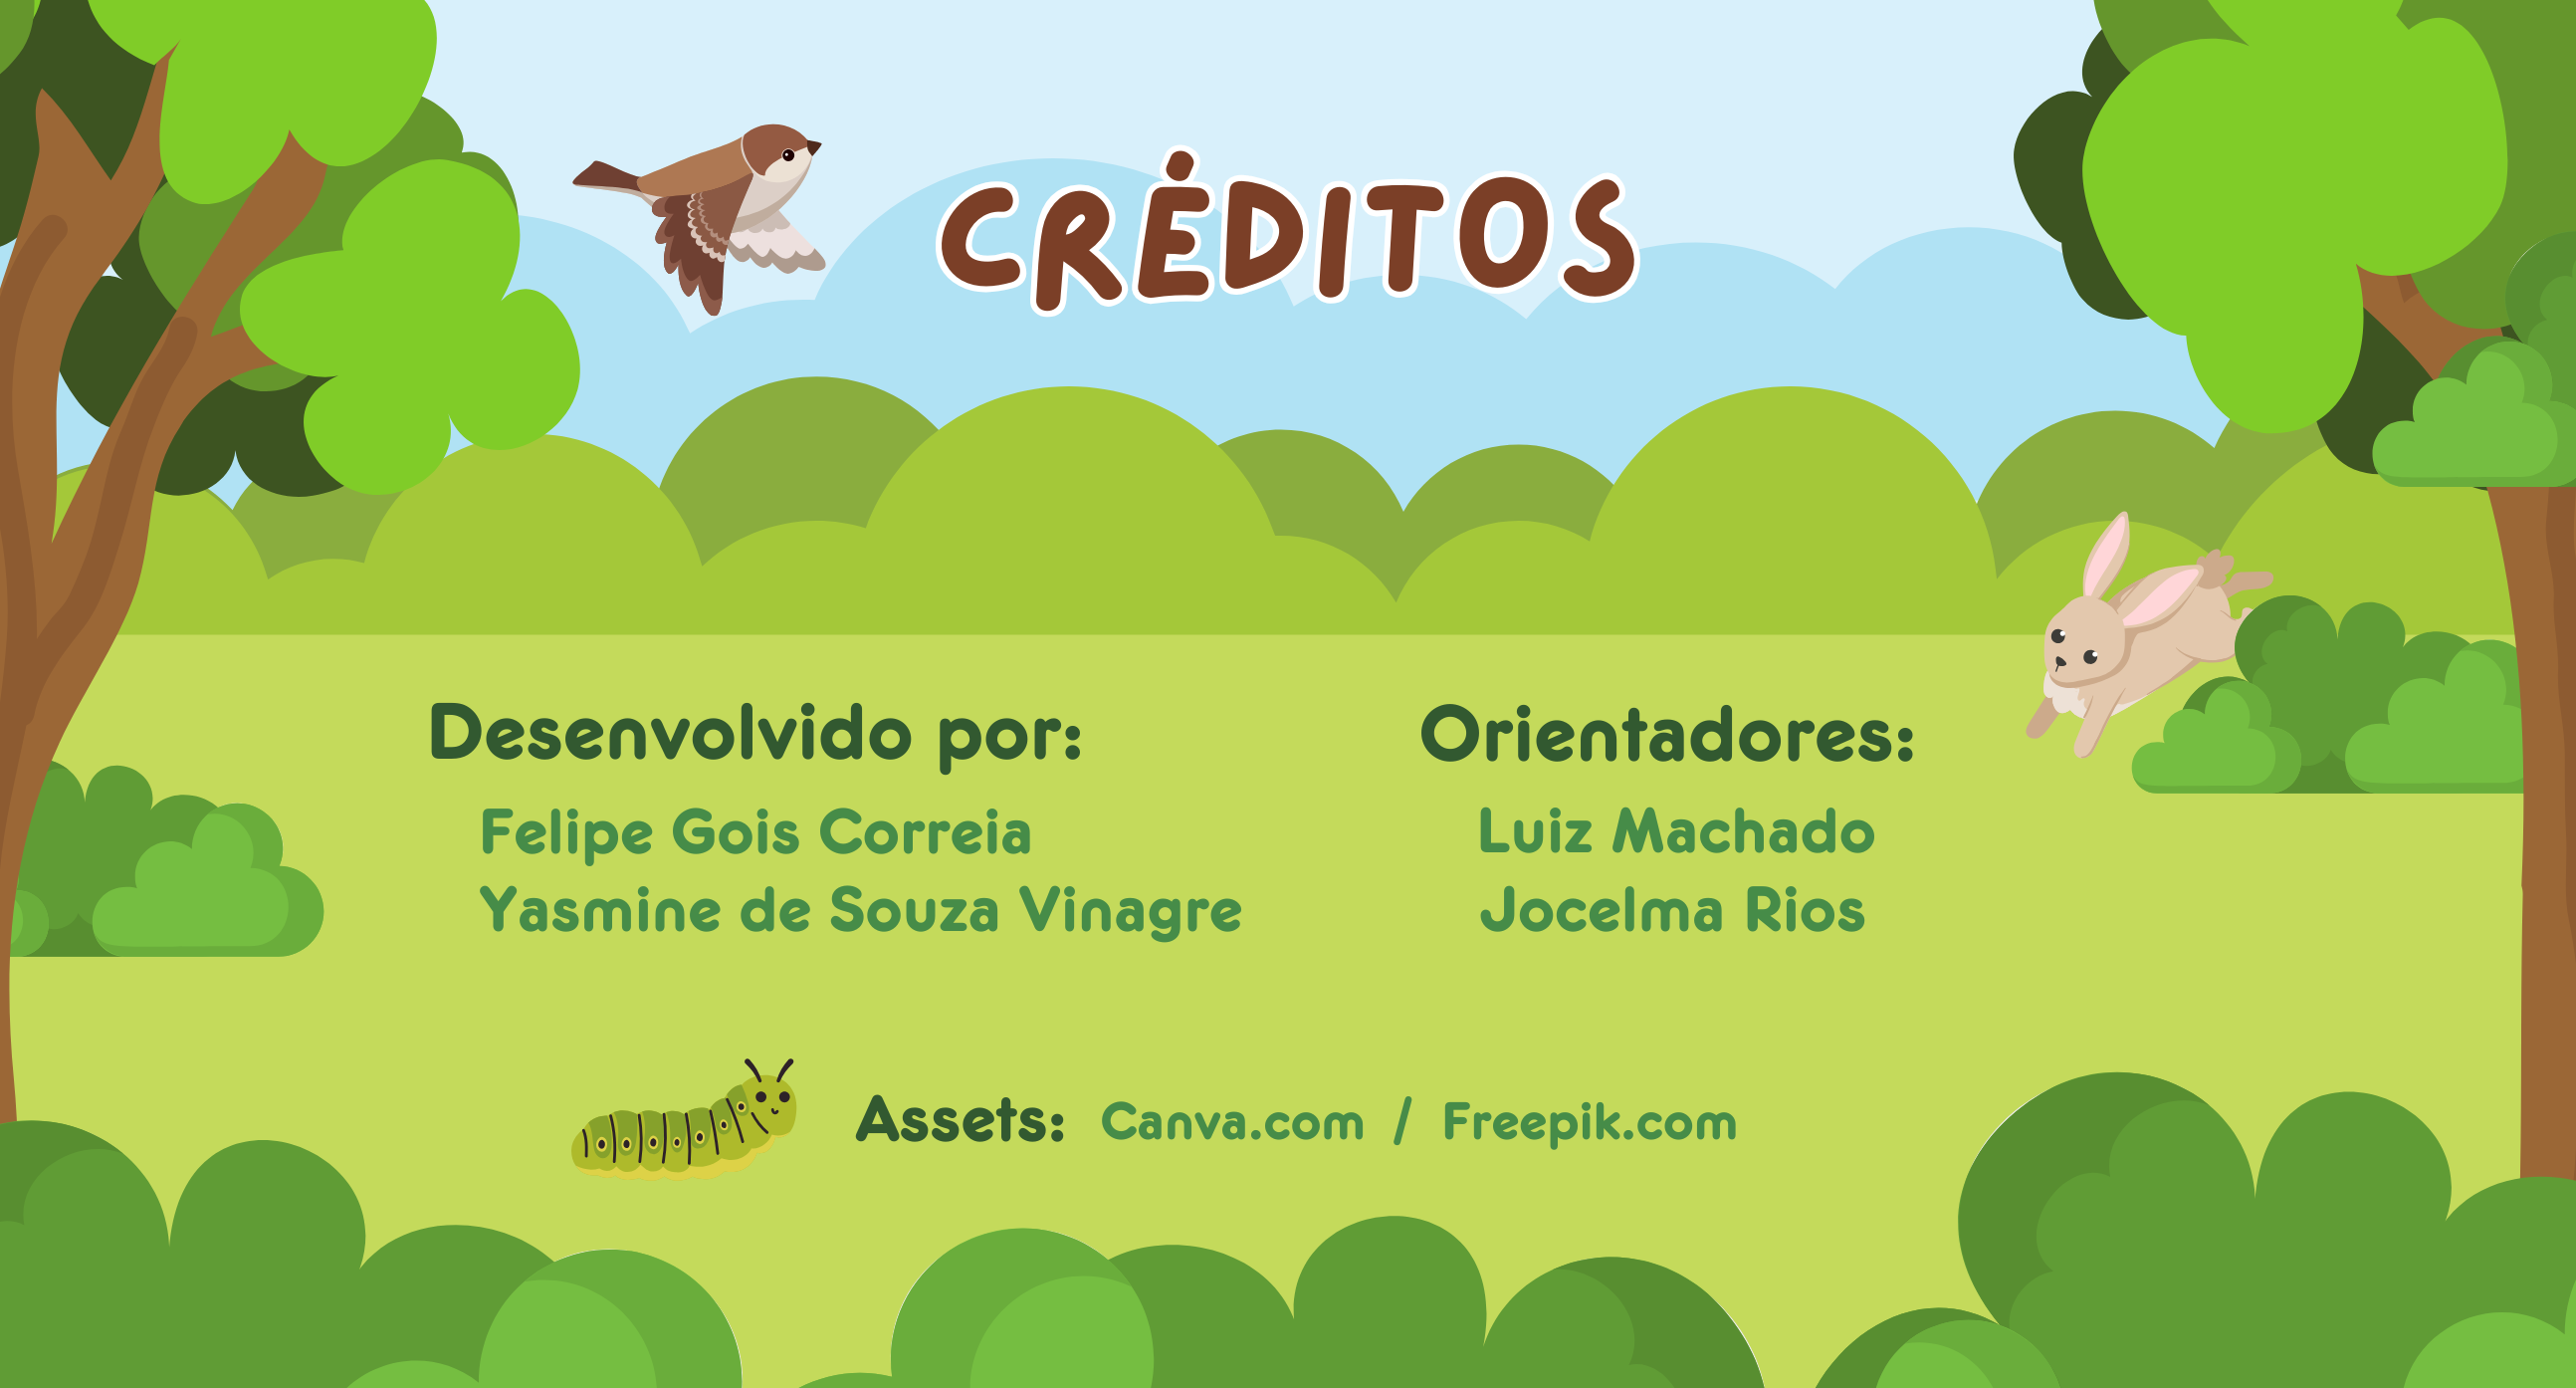 CRÉDITOS
Desenvolvido por:
Felipe Gois Correia
Yasmine de Souza Vinagre
Orientadores:
Luiz Machado
Jocelma Rios
Assets: Canva.com / Freepik.com